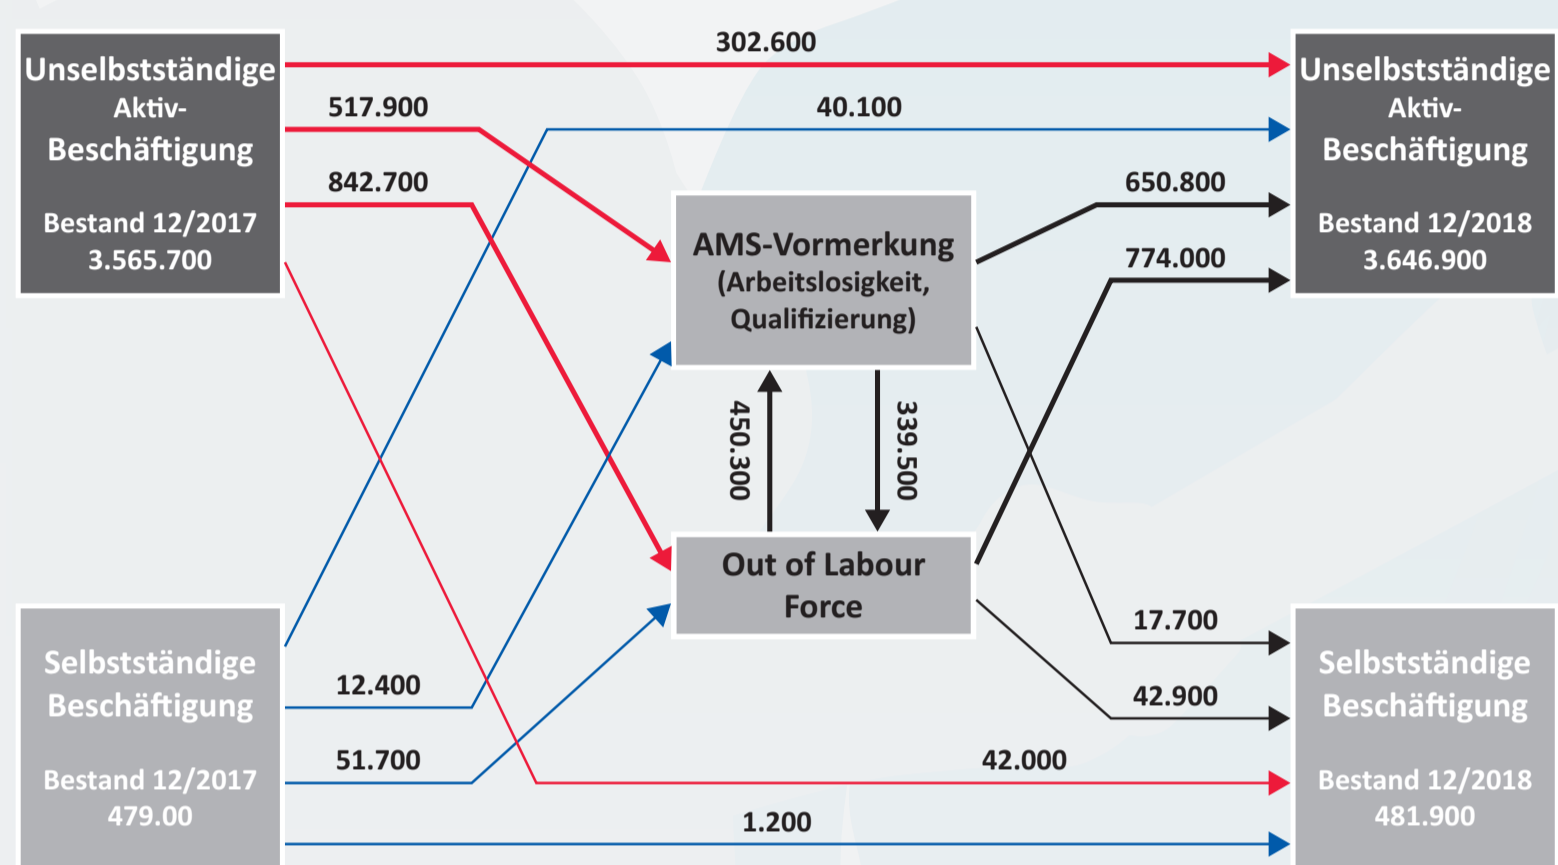 Unselbstständige
Aktiv-
Beschäftigung
Bestand 12/2017
3.565.700
302.600
517.900
40.100
842.700
Unselbstständige
Aktiv-
Beschäftigung
Bestand 12/2018
3.646.900
650.800
774.000
AMS-Vormerkung
(Arbeitslosigkeit,
Qualifizierung)
450.300
339.500
Out of Labour
Force
Selbstständige
Beschäftigung
Bestand 12/2017
479.00
12.400
51.700
17.700
42.900
42.000
1.200
Selbstständige
Beschäftigung
Bestand 12/2018
481.900